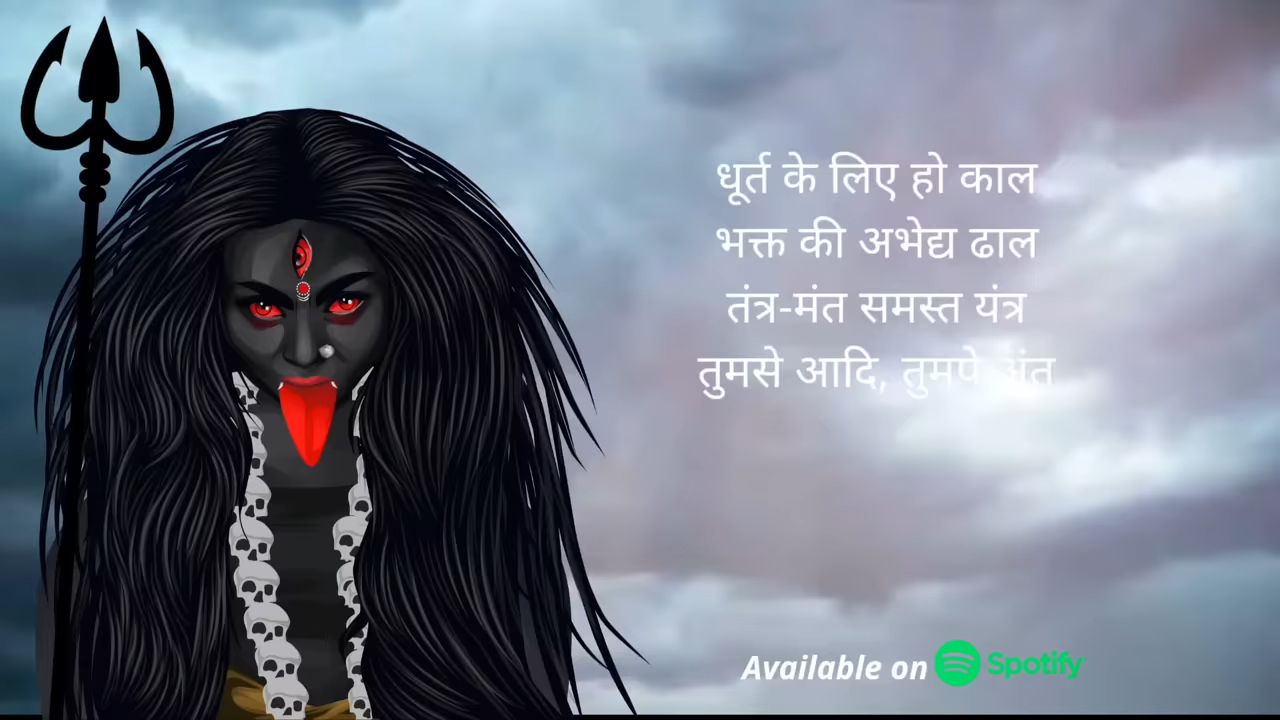 धूर्त के लिए हो काल
भक्त की अभेद्य ढाल
तंत्र-मंत समस्त यंत्र
तुमसे आदि, तुमपे अंत
Available on Spotify